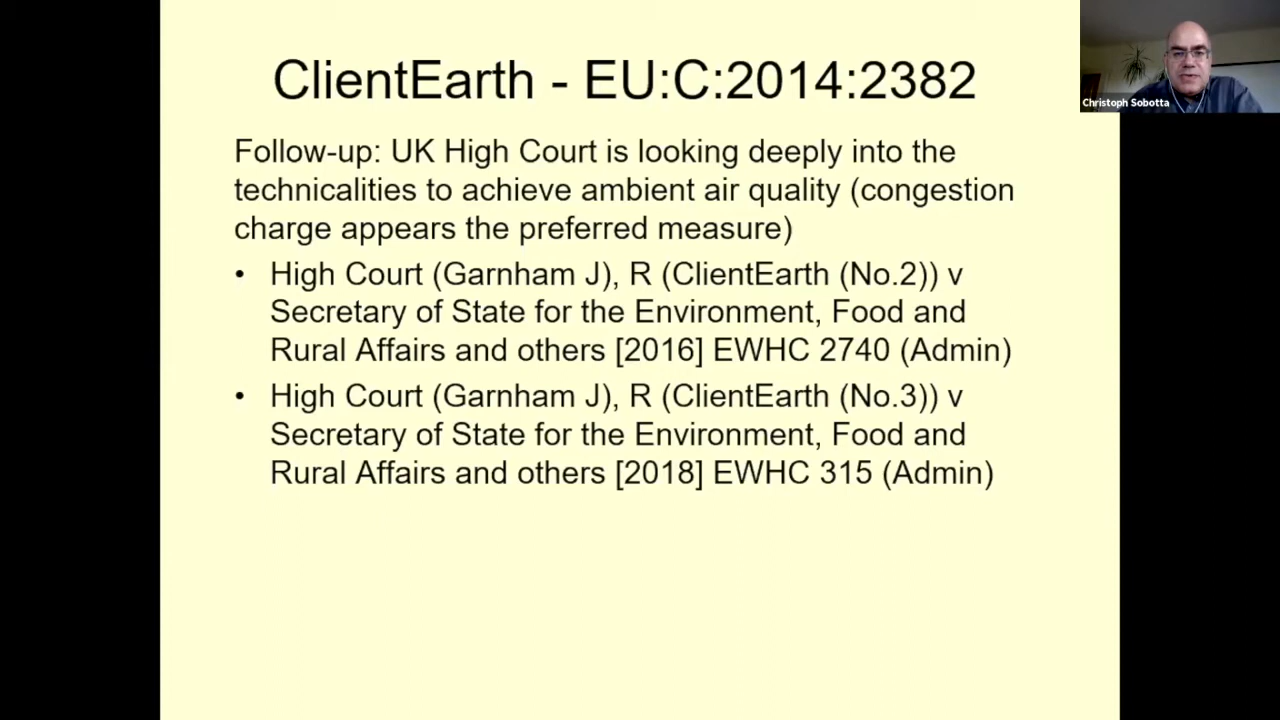 ClientEarth - EU:C:2014:2382
Christoph Sobotta
Follow-up: UK High Court is looking deeply into the
technicalities to achieve ambient air quality (congestion
charge appears the preferred measure)
• High Court (Garnham J), R (ClientEarth (No.2)) v
Secretary of State for the Environment, Food and
Rural Affairs and others [2016] EWHC 2740 (Admin)
• High Court (Garnham J), R (ClientEarth (No.3)) v
Secretary of State for the Environment, Food and
Rural Affairs and others [2018] EWHC 315 (Admin)